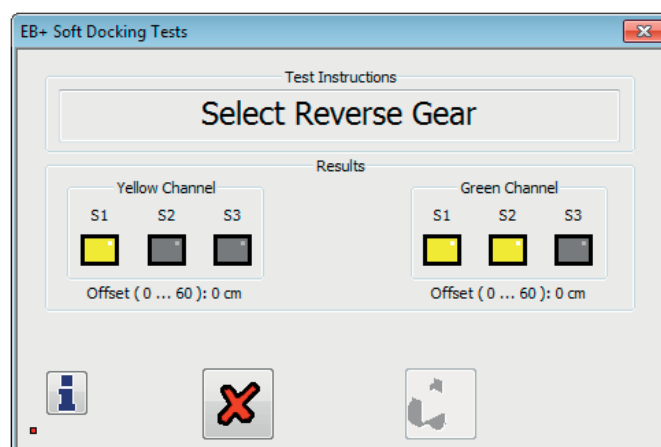 EB+ Soft Docking Tests
Test Instructions
Select Reverse Gear
Results
Yellow Channel
Green Channel
S1 S2 S3
S1 S2 S3
Offset ( 0 ... 60 ): 0 cm
Offset ( 0 ... 60 ): 0 cm